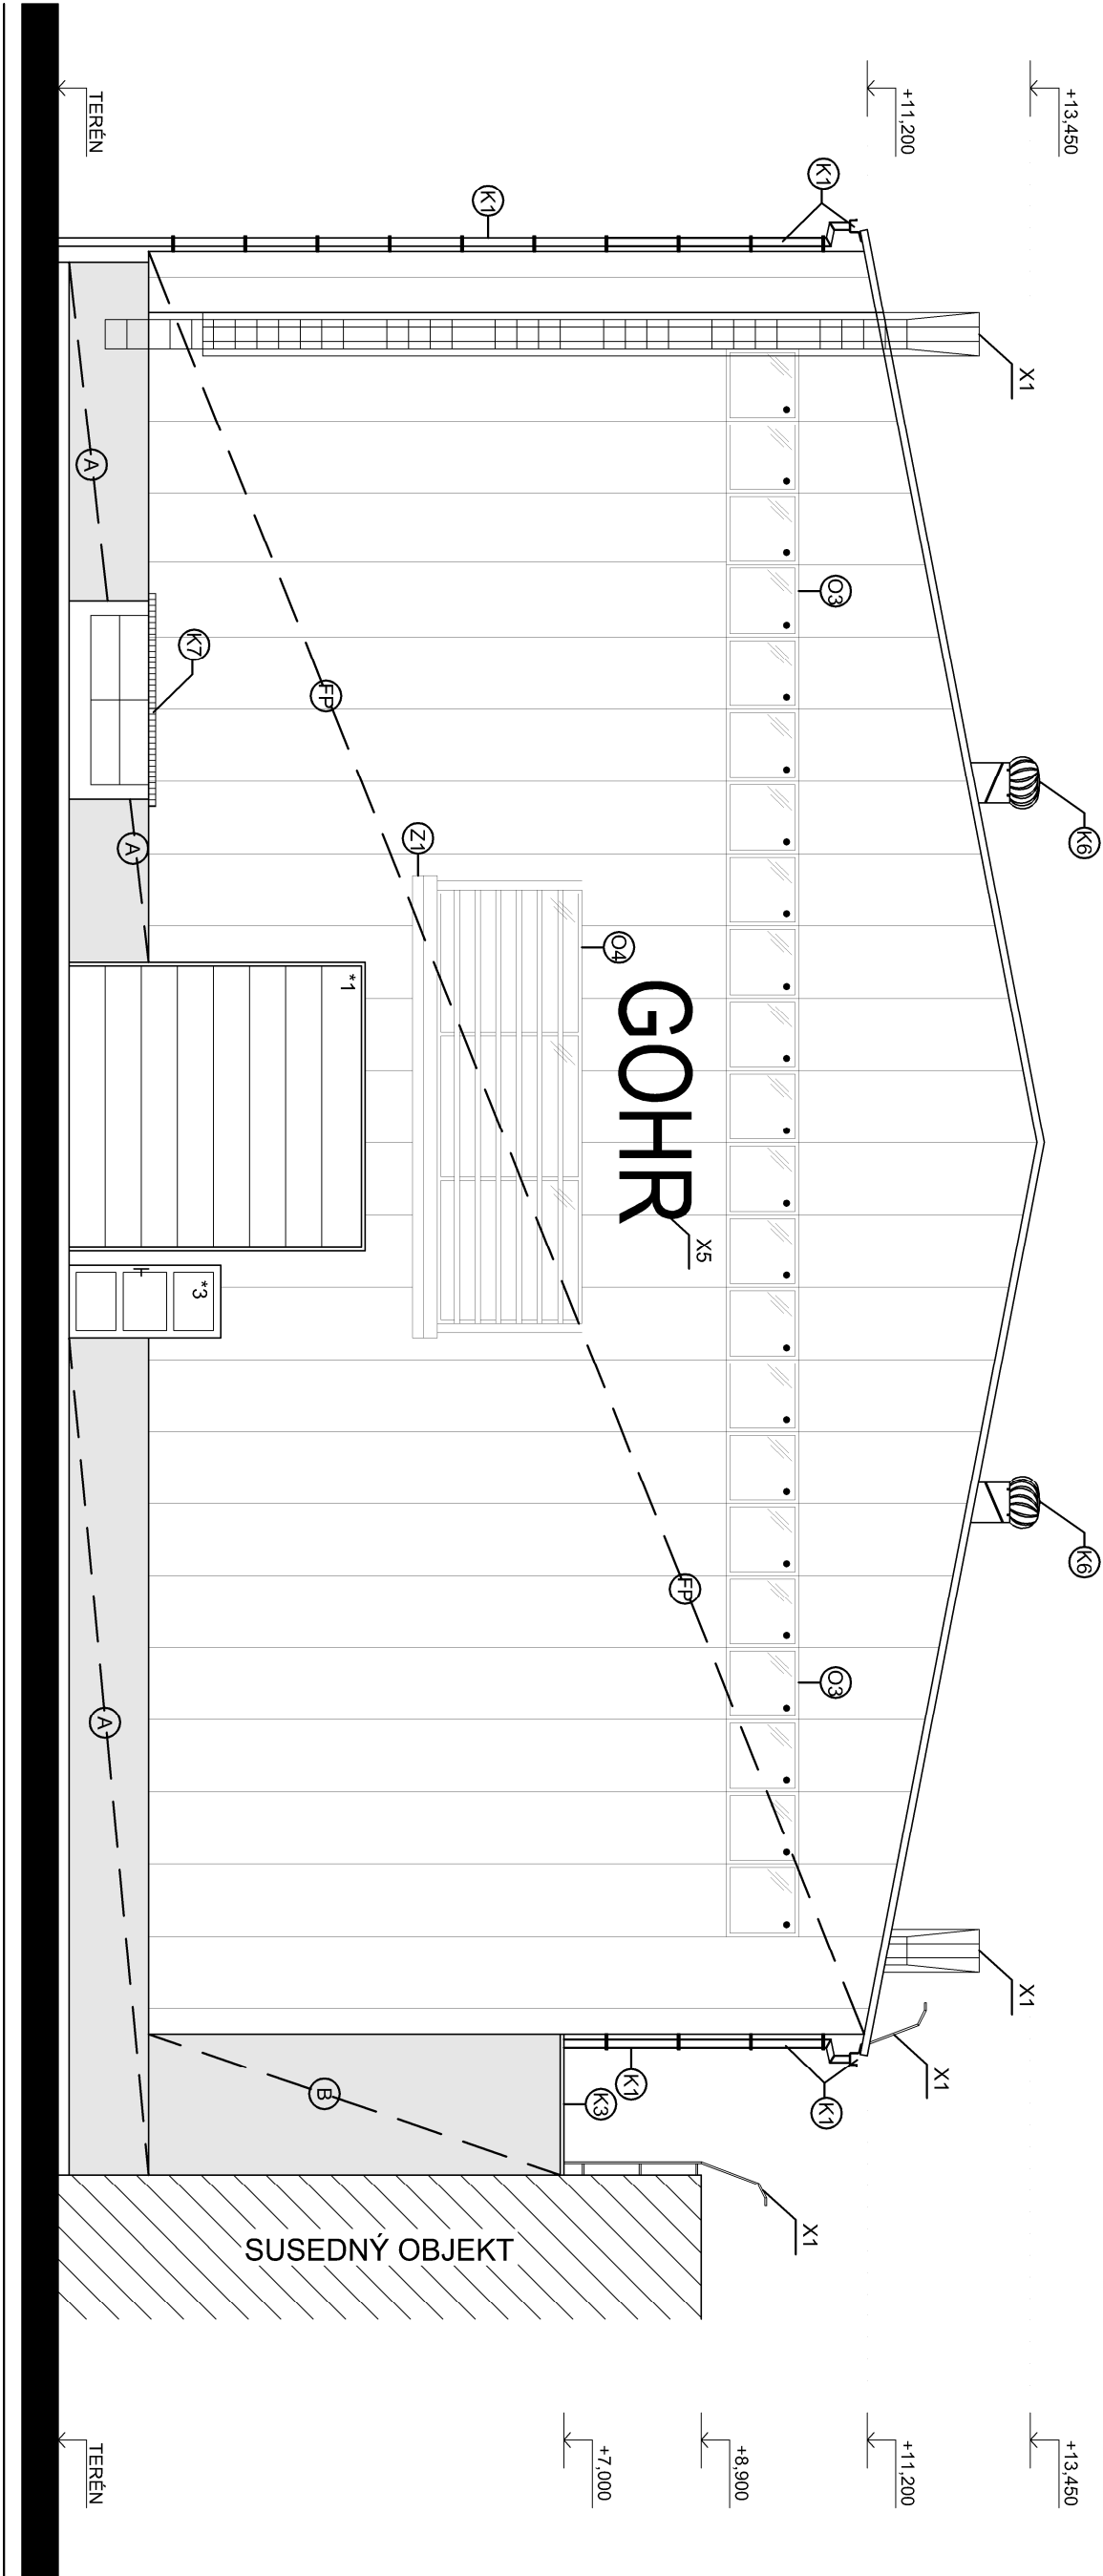 K6
K6
+13,450
+13,450
X1
X1
X1
+11,200
+11,200
K1
O3
O3
K1
X1
+8,900
X5
FP
GOHR
K1
O4
K3
+7,000
K1
Z1
SUSEDNÝ OBJEKT
*1
FP
B
K7
*3
A
A
A
TERÉN
TERÉN